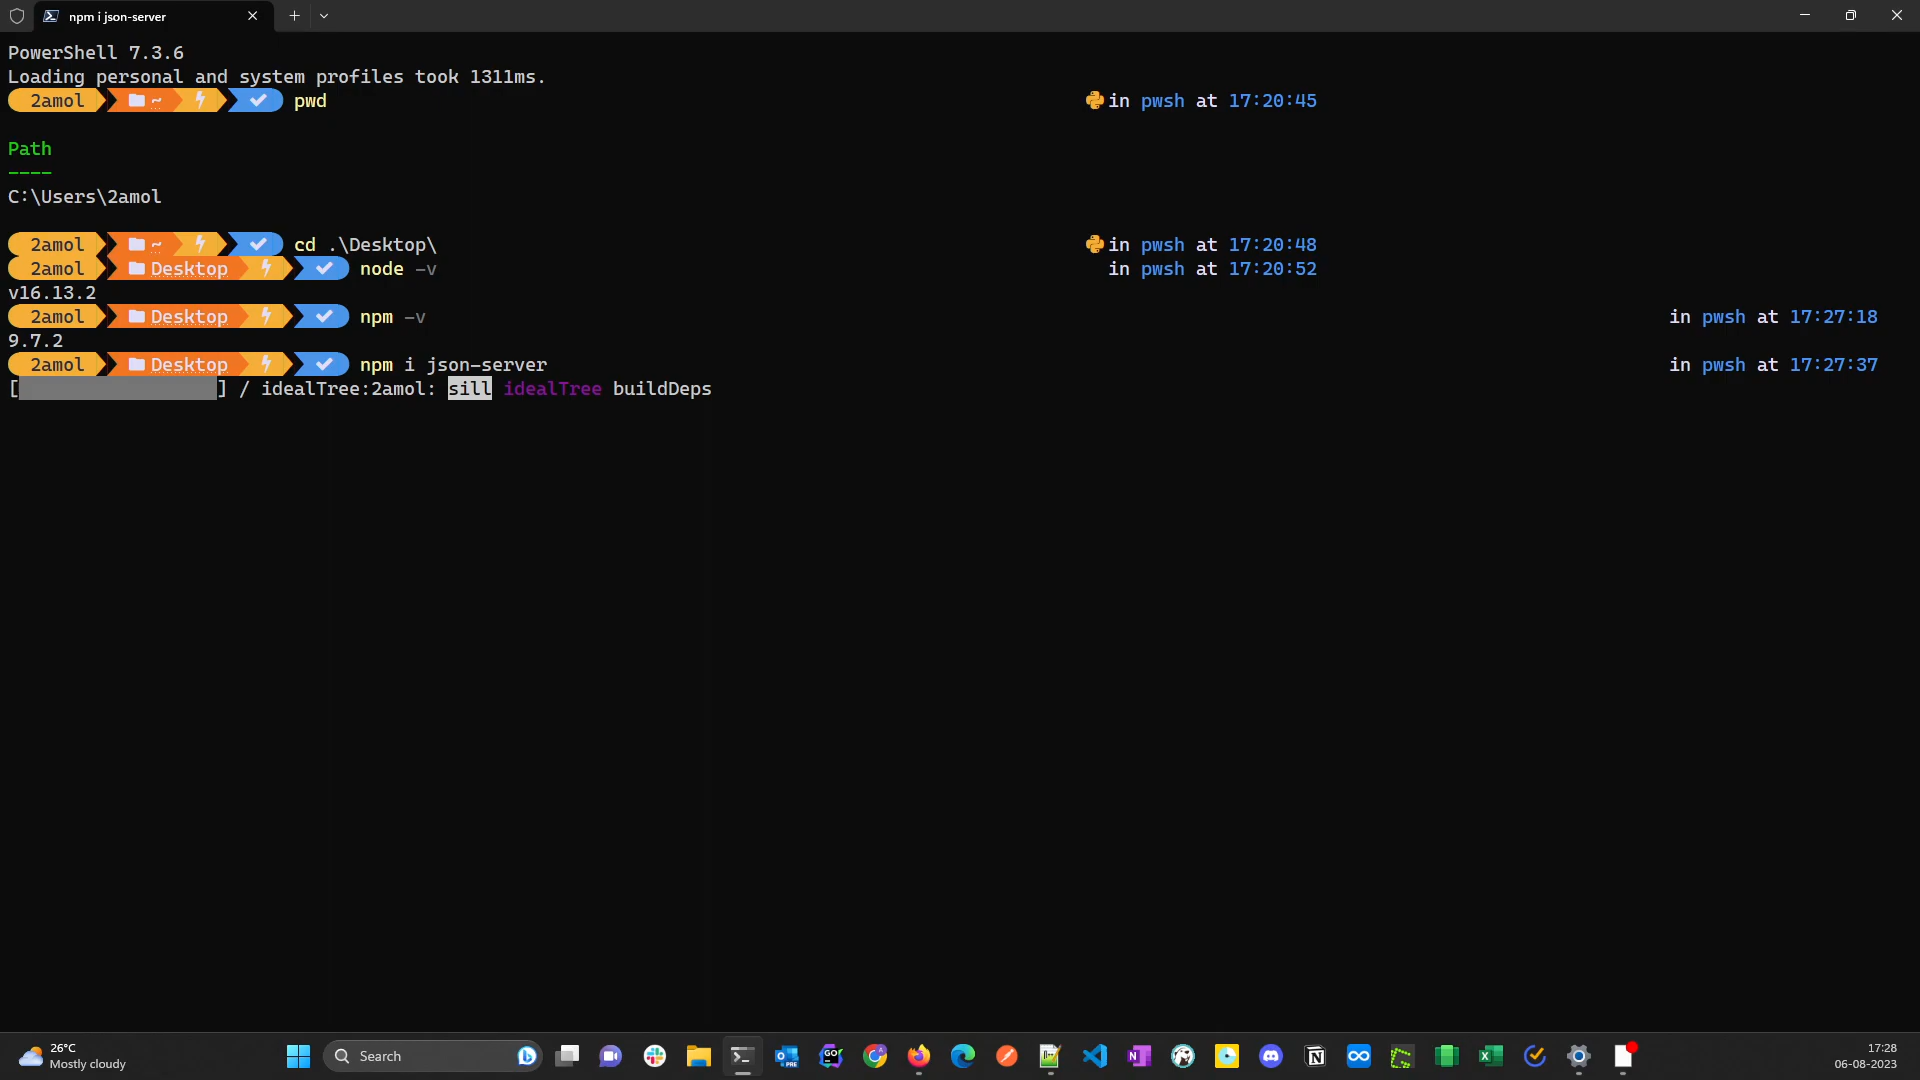 npm i json-server
PowerShell 7.3.6
Loading personal and system profiles took 1311ms.
2amol ~ pwd in pwsh at 17:20:45
Path
----
C:\Users\2amol
2amol ~ cd .\Desktop\ in pwsh at 17:20:48
2amol Desktop node -v in pwsh at 17:20:52
v16.13.2
2amol Desktop npm -v in pwsh at 17:27:18
9.7.2
2amol Desktop npm i json-server in pwsh at 17:27:37
[ ] / idealTree:2amol: sill idealTree buildDeps
26°C
Mostly cloudy
Search
17:28
06-08-2023